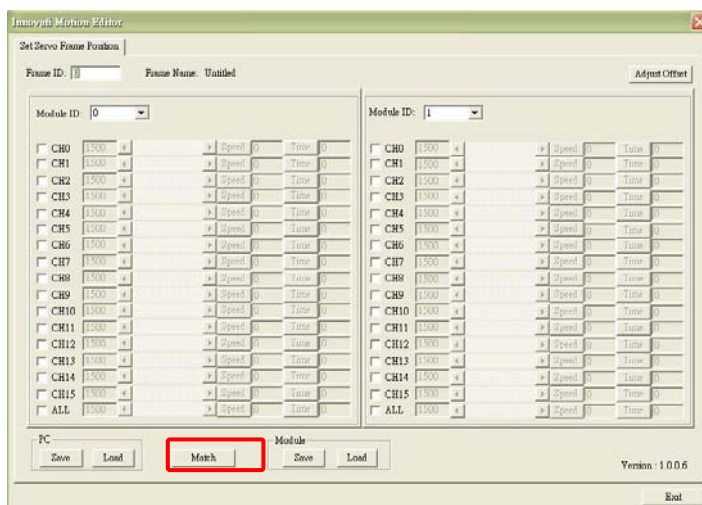 Innovati Motion Editor
Set Servo Frame Position
Frame ID: Frame Name: Untitled Adjust Offset
Module ID: 0 Module ID: 1
CH0 1500 Speed 0 Time 0 CH0 1500 Speed 0 Time 0
CH1 1500 Speed 0 Time 0 CH1 1500 Speed 0 Time 0
CH2 1500 Speed 0 Time 0 CH2 1500 Speed 0 Time 0
CH3 1500 Speed 0 Time 0 CH3 1500 Speed 0 Time 0
CH4 1500 Speed 0 Time 0 CH4 1500 Speed 0 Time 0
CH5 1500 Speed 0 Time 0 CH5 1500 Speed 0 Time 0
CH6 1500 Speed 0 Time 0 CH6 1500 Speed 0 Time 0
CH7 1500 Speed 0 Time 0 CH7 1500 Speed 0 Time 0
CH8 1500 Speed 0 Time 0 CH8 1500 Speed 0 Time 0
CH9 1500 Speed 0 Time 0 CH9 1500 Speed 0 Time 0
CH10 1500 Speed 0 Time 0 CH10 1500 Speed 0 Time 0
CH11 1500 Speed 0 Time 0 CH11 1500 Speed 0 Time 0
CH12 1500 Speed 0 Time 0 CH12 1500 Speed 0 Time 0
CH13 1500 Speed 0 Time 0 CH13 1500 Speed 0 Time 0
CH14 1500 Speed 0 Time 0 CH14 1500 Speed 0 Time 0
CH15 1500 Speed 0 Time 0 CH15 1500 Speed 0 Time 0
ALL 1500 Speed 0 Time 0 ALL 1500 Speed 0 Time 0
PC Module
Save Load Match Save Load
Version : 1.0.0.6
Exit